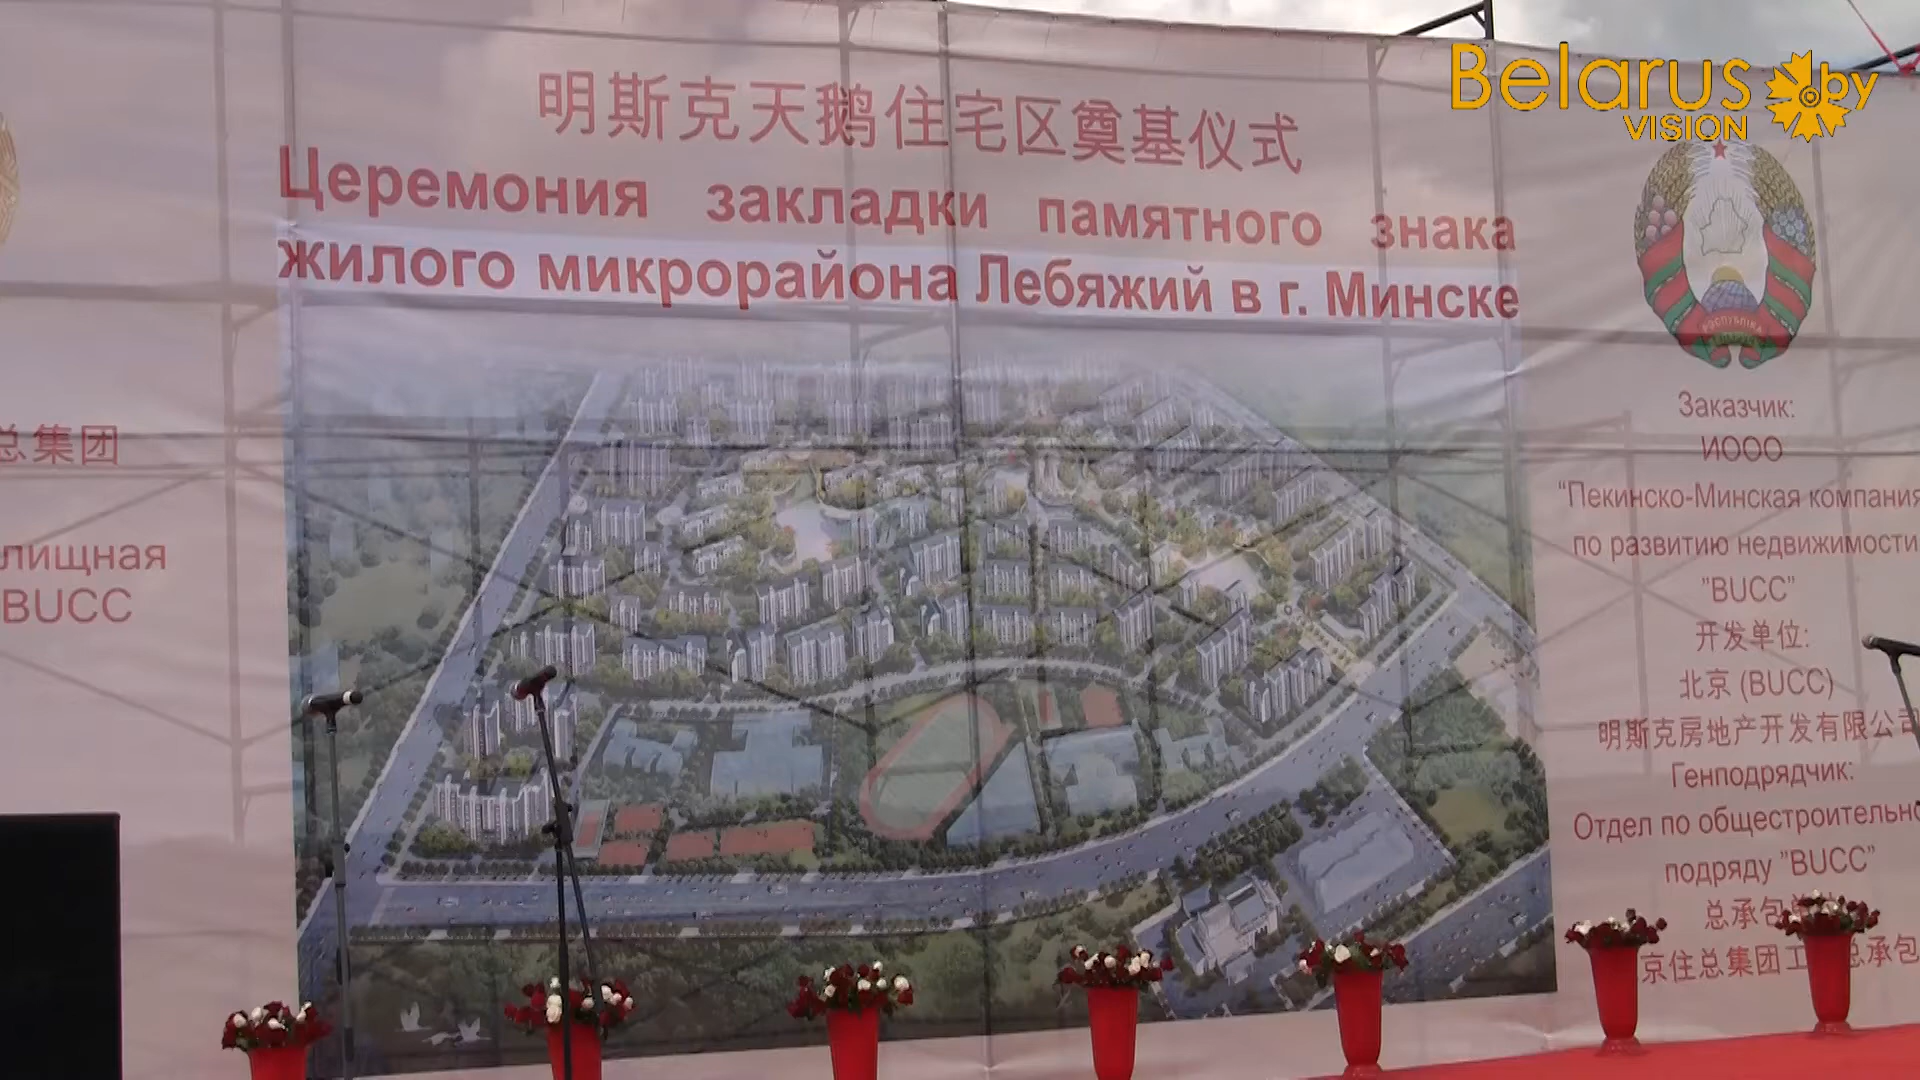 Belarus
.by
VISION
明斯克天鹅住宅区奠基仪式
Церемония закладки памятного знака
жилого микрорайона Лебяжий в г. Минске
总集团
лищная
BUCC
Заказчик:
ИООО
“Пекинско-Минская компания
по развитию недвижимости
"BUCC"
开发单位:
北京 (BUCC)
明斯克房地产开发有限公司
Генподрядчик:
Отдел по общестроительно
подряду "BUCC"
总承包
京住总集团工 总承包